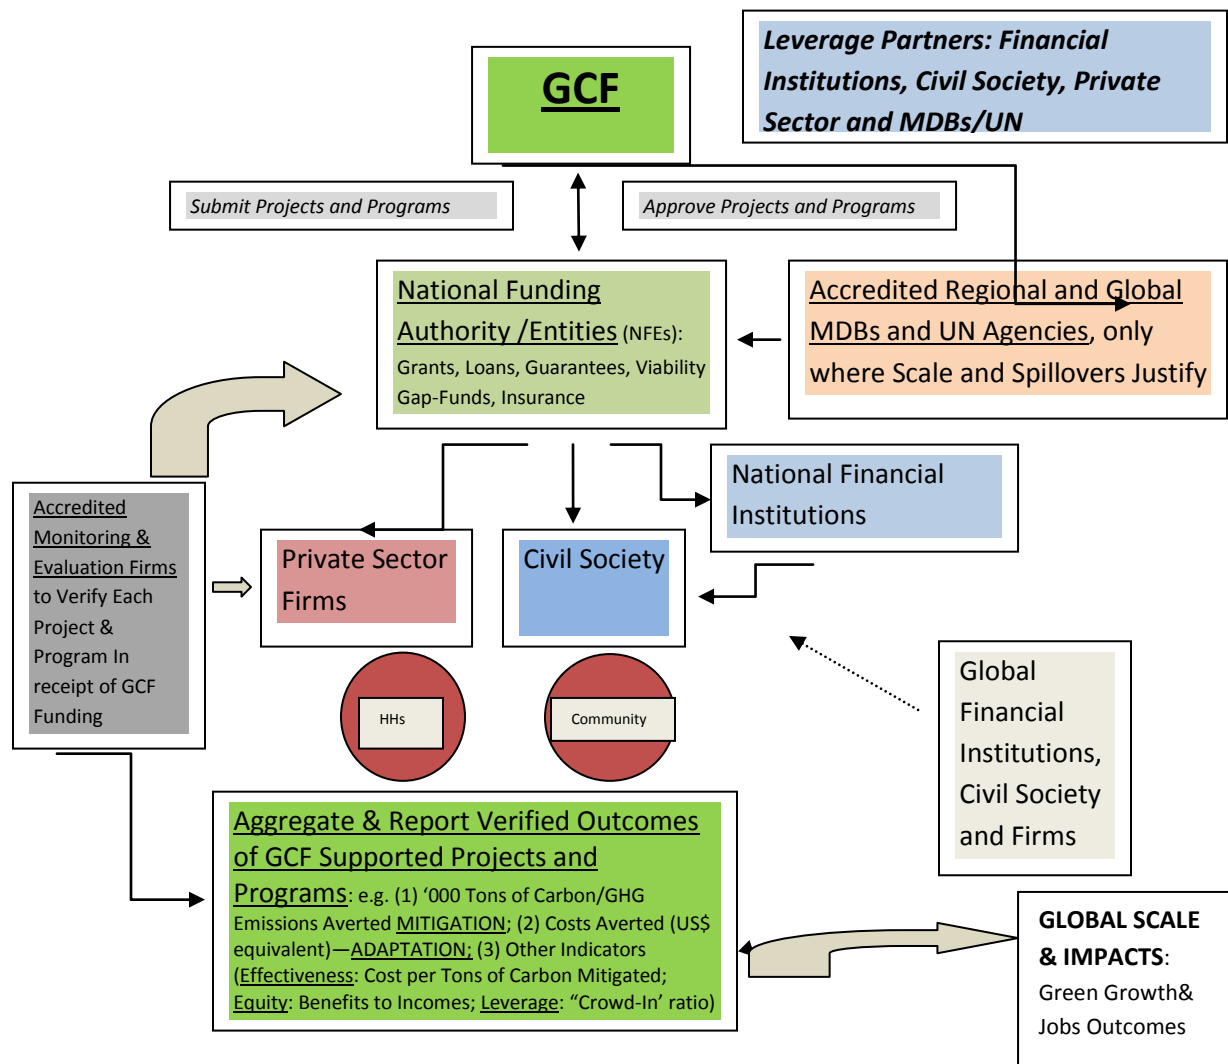 GCF
Leverage Partners: Financial
Institutions, Civil Society, Private
Sector and MDBs/UN
Submit Projects and Programs
Approve Projects and Programs
National Funding
Authority /Entities (NFEs):
Grants, Loans, Guarantees, Viability
Gap-Funds, Insurance
Accredited Regional and Global
MDBs and UN Agencies, only
where Scale and Spillovers Justify
National Financial
Institutions
Accredited
Monitoring &
Evaluation Firms
to Verify Each
Project &
Program In
receipt of GCF
Funding
Private Sector
Firms
Civil Society
HHs
Community
Global
Financial
Institutions,
Civil Society
and Firms
Aggregate & Report Verified Outcomes
of GCF Supported Projects and
Programs: e.g. (1) ‘000 Tons of Carbon/GHG
Emissions Averted MITIGATION; (2) Costs Averted (US$
equivalent)—ADAPTATION; (3) Other Indicators
(Effectiveness: Cost per Tons of Carbon Mitigated;
Equity: Benefits to Incomes; Leverage: “Crowd-In’ ratio)
GLOBAL SCALE
& IMPACTS:
Green Growth&
Jobs Outcomes